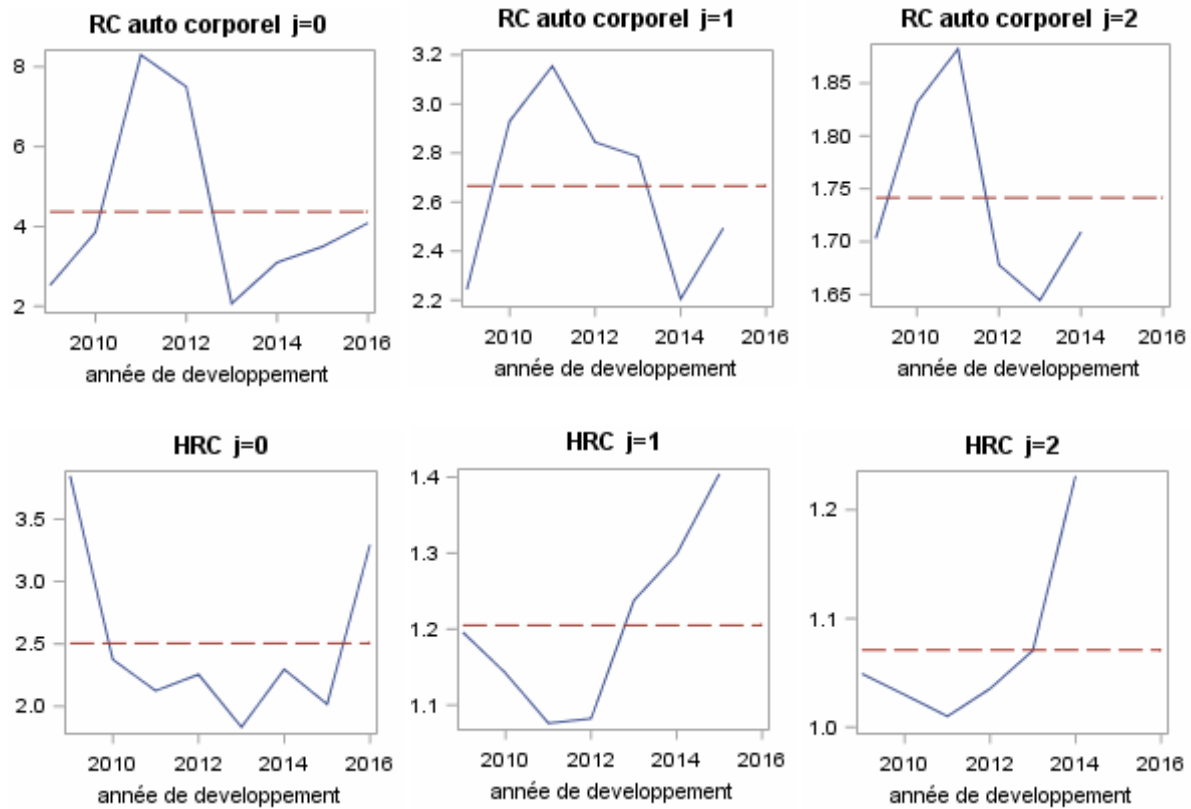 RC auto corporel j=0
8
6
4
2
2010 2012 2014 2016
année de developpement
RC auto corporel j=1
3.2
3.0
2.8
2.6
2.4
2.2
2010 2012 2014 2016
année de developpement
RC auto corporel j=2
1.85
1.80
1.75
1.70
1.65
2010 2012 2014 2016
année de developpement
HRC j=0
3.5
3.0
2.5
2.0
2010 2012 2014 2016
année de developpement
HRC j=1
1.4
1.3
1.2
1.1
2010 2012 2014 2016
année de developpement
HRC j=2
1.2
1.1
1.0
2010 2012 2014 2016
année de developpement